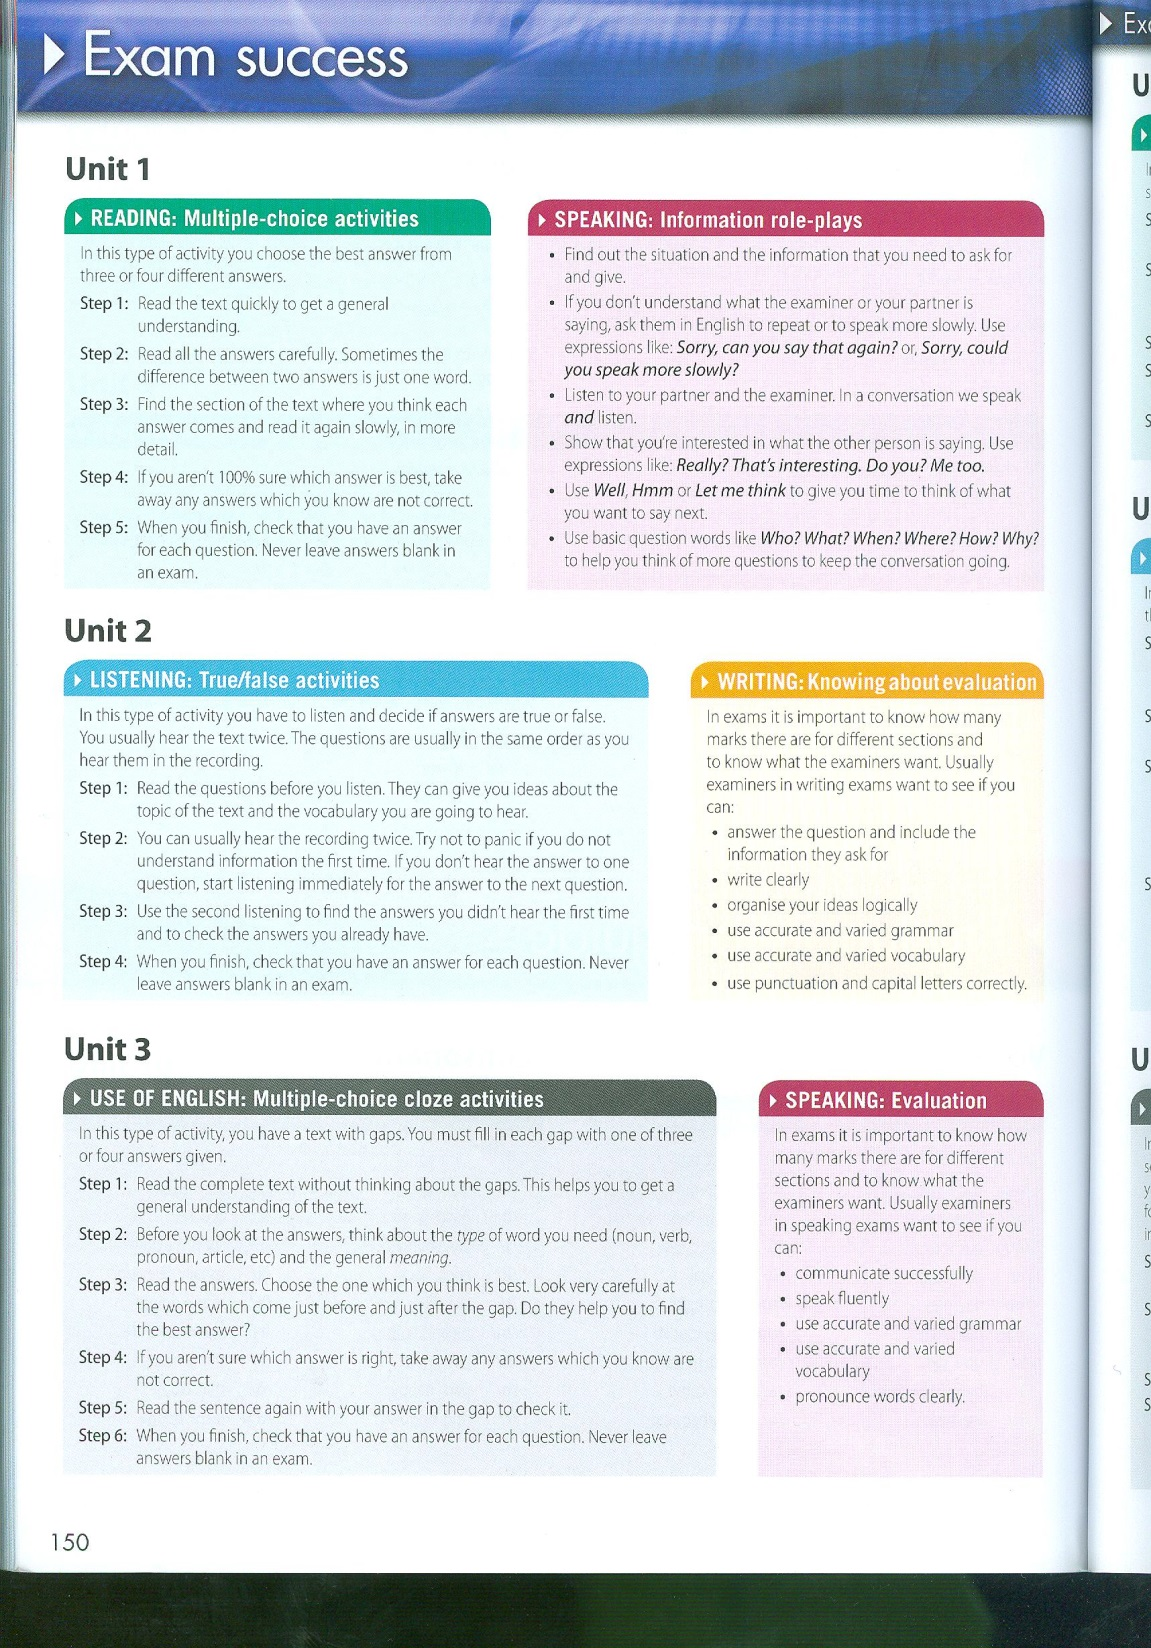 Exam success
Unit 1
READING: Multiple-choice activities
In this type of activity you choose the best answer from
three or four different answers.
Step 1: Read the text quickly to get a general
understanding.
Step 2: Read all the answers carefully. Sometimes the
difference between two answers is just one word.
Step 3: Find the section of the text where you think each
answer comes and read it again slowly, in more
detail.
Step 4: If you aren't 100% sure which answer is best, take
away any answers which you know are not correct.
Step 5: When you finish, check that you have an answer
for each question. Never leave answers blank in
an exam.
SPEAKING: Information role-plays
• Find out the situation and the information that you need to ask for
and give.
• If you don't understand what the examiner or your partner is
saying, ask them in English to repeat or to speak more slowly. Use
expressions like: Sorry, can you say that again? or, Sorry, could
you speak more slowly?
• Listen to your partner and the examiner. In a conversation we speak
and listen.
• Show that you're interested in what the other person is saying. Use
expressions like: Really? That's interesting. Do you? Me too.
• Use Well, Hmm or Let me think to give you time to think of what
you want to say next.
• Use basic question words like Who? What? When? Where? How? Why?
to help you think of more questions to keep the conversation going.
Unit 2
LISTENING: True/false activities
In this type of activity you have to listen and decide if answers are true or false.
You usually hear the text twice. The questions are usually in the same order as you
hear them in the recording.
Step 1: Read the questions before you listen. They can give you ideas about the
topic of the text and the vocabulary you are going to hear.
Step 2: You can usually hear the recording twice. Try not to panic if you do not
understand information the first time. If you don't hear the answer to one
question, start listening immediately for the answer to the next question.
Step 3: Use the second listening to find the answers you didn't hear the first time
and to check the answers you already have.
Step 4: When you finish, check that you have an answer for each question. Never
leave answers blank in an exam.
WRITING: Knowing about evaluation
In exams it is important to know how many
marks there are for different sections and
to know what the examiners want. Usually
examiners in writing exams want to see if you
can:
• answer the question and include the
information they ask for
• write clearly
• organise your ideas logically
• use accurate and varied grammar
• use accurate and varied vocabulary
• use punctuation and capital letters correctly.
Unit 3
USE OF ENGLISH: Multiple-choice cloze activities
In this type of activity, you have a text with gaps. You must fill in each gap with one of three
or four answers given.
Step 1: Read the complete text without thinking about the gaps. This helps you to get a
general understanding of the text.
Step 2: Before you look at the answers, think about the type of word you need (noun, verb,
pronoun, article, etc) and the general meaning.
Step 3: Read the answers. Choose the one which you think is best. Look very carefully at
the words which come just before and just after the gap. Do they help you to find
the best answer?
Step 4: If you aren't sure which answer is right, take away any answers which you know are
not correct.
Step 5: Read the sentence again with your answer in the gap to check it.
Step 6: When you finish, check that you have an answer for each question. Never leave
answers blank in an exam.
SPEAKING: Evaluation
In exams it is important to know how
many marks there are for different
sections and to know what the
examiners want. Usually examiners
in speaking exams want to see if you
can:
• communicate successfully
• speak fluently
• use accurate and varied grammar
• use accurate and varied
vocabulary
• pronounce words clearly.
150